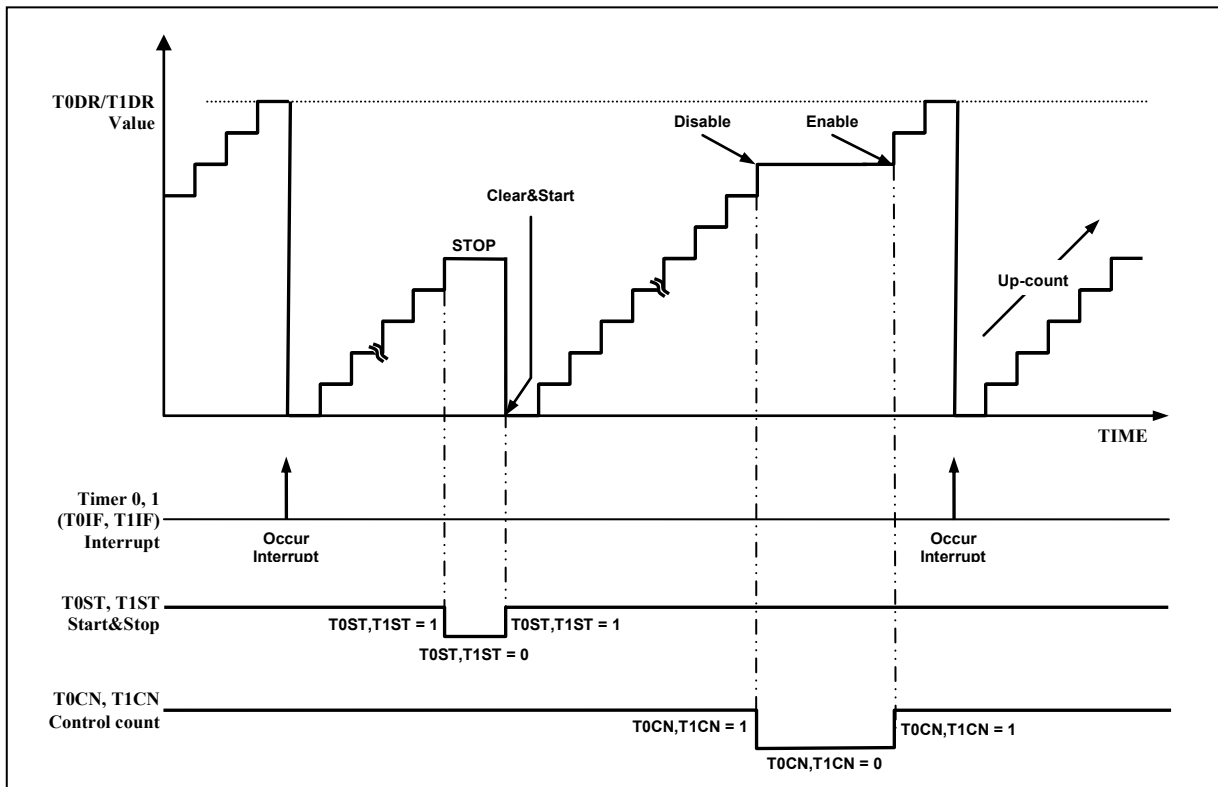 T0DR/T1DR
Value
Disable
Enable
Clear&Start
STOP
Up-count
TIME
Timer 0, 1
(T0IF, T1IF)
Interrupt
Occur
Interrupt
Occur
Interrupt
T0ST, T1ST
Start&Stop
T0ST,T1ST = 1
T0ST,T1ST = 1
T0ST,T1ST = 0
T0CN, T1CN
Control count
T0CN,T1CN = 1
T0CN,T1CN = 1
T0CN,T1CN = 0